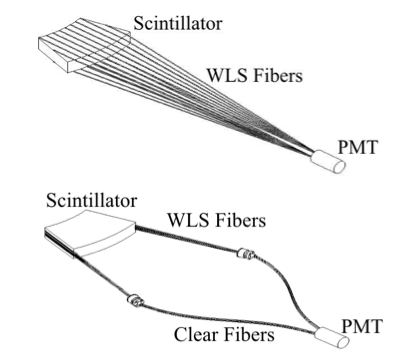 Scintillator
WLS Fibers
PMT
Scintillator
WLS Fibers
Clear Fibers
PMT